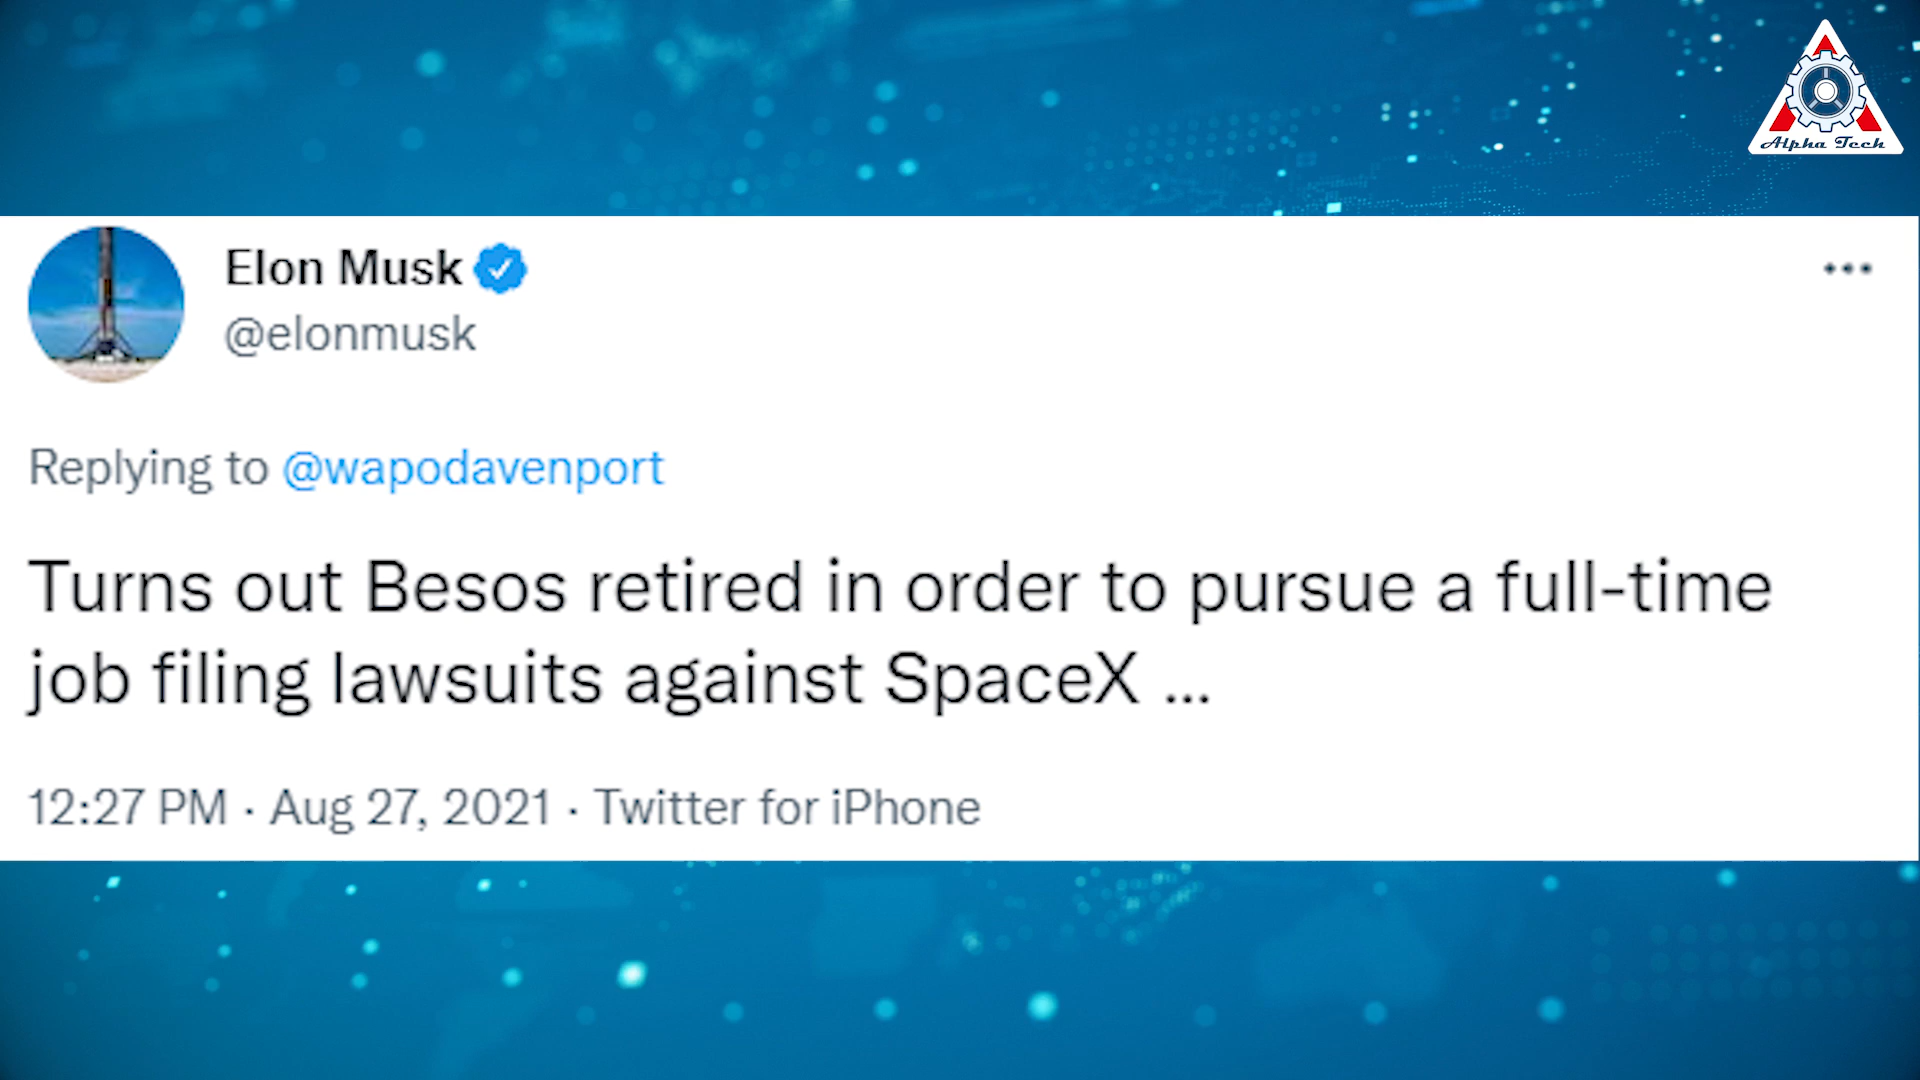 Alpha Tech
Elon Musk
@elonmusk
Replying to @wapodavenport
Turns out Besos retired in order to pursue a full-time
job filing lawsuits against SpaceX ...
12:27 PM · Aug 27, 2021 · Twitter for iPhone